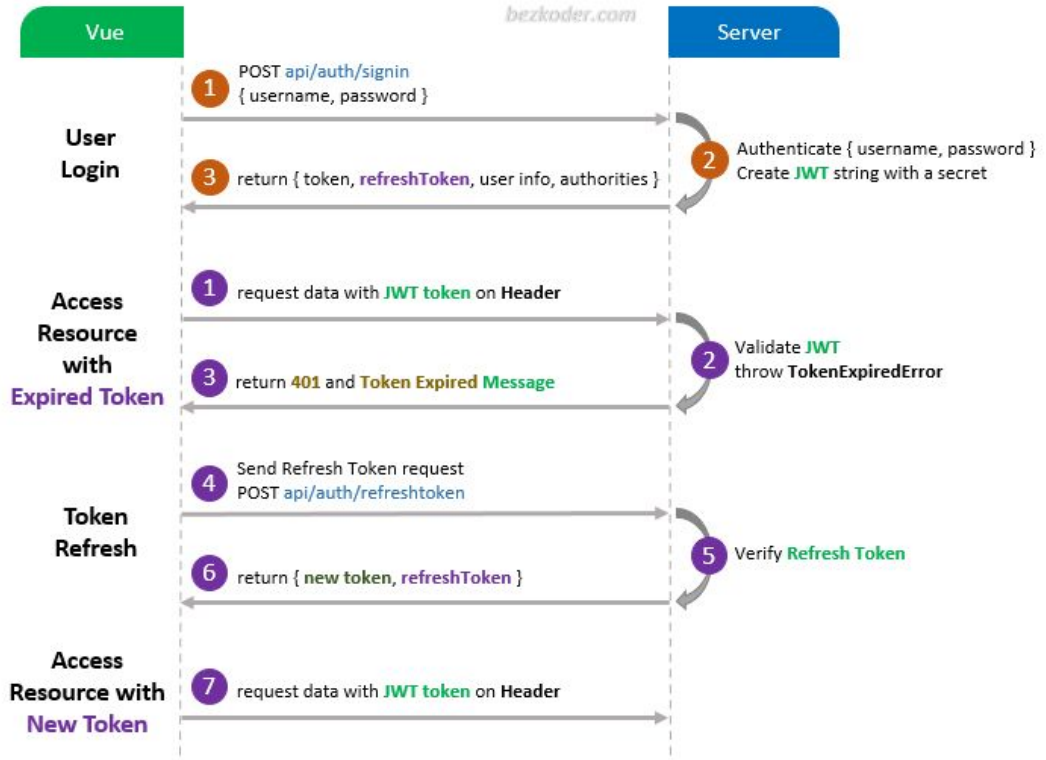 bezkoder.com
Vue
Server
User
Login
1
POST api/auth/signin
{ username, password }
2
Authenticate { username, password }
Create JWT string with a secret
3
return { token, refreshToken, user info, authorities }
Access
Resource
with
Expired Token
1
request data with JWT token on Header
2
Validate JWT
throw TokenExpiredError
3
return 401 and Token Expired Message
Token
Refresh
4
Send Refresh Token request
POST api/auth/refreshtoken
5
Verify Refresh Token
6
return { new token, refreshToken }
Access
Resource with
New Token
7
request data with JWT token on Header